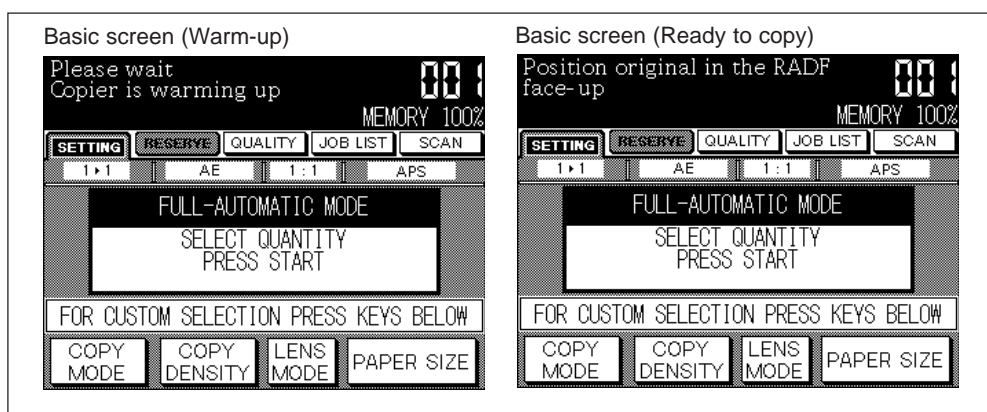 Basic screen (Warm-up)
Please wait
Copier is warming up
001
MEMORY 100%
SETTING RESERVE QUALITY JOB LIST SCAN
1▸1 AE 1:1 APS
FULL-AUTOMATIC MODE
SELECT QUANTITY
PRESS START
FOR CUSTOM SELECTION PRESS KEYS BELOW
COPY MODE
COPY DENSITY
LENS MODE
PAPER SIZE
Basic screen (Ready to copy)
Position original in the RADF
face-up
001
MEMORY 100%
SETTING RESERVE QUALITY JOB LIST SCAN
1▸1 AE 1:1 APS
FULL-AUTOMATIC MODE
SELECT QUANTITY
PRESS START
FOR CUSTOM SELECTION PRESS KEYS BELOW
COPY MODE
COPY DENSITY
LENS MODE
PAPER SIZE